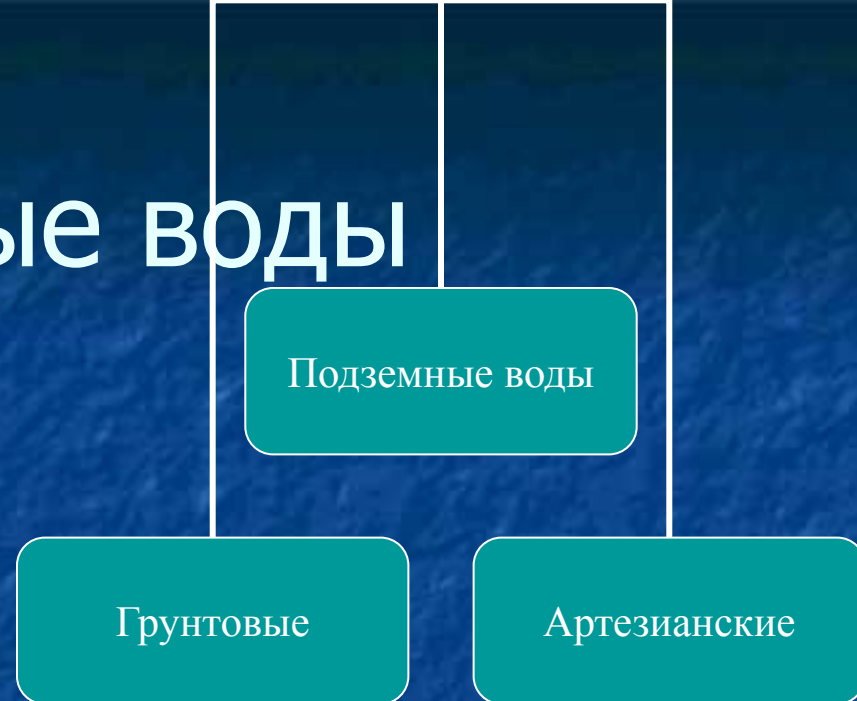 ые воды
Подземные воды
Грунтовые
Артезианские